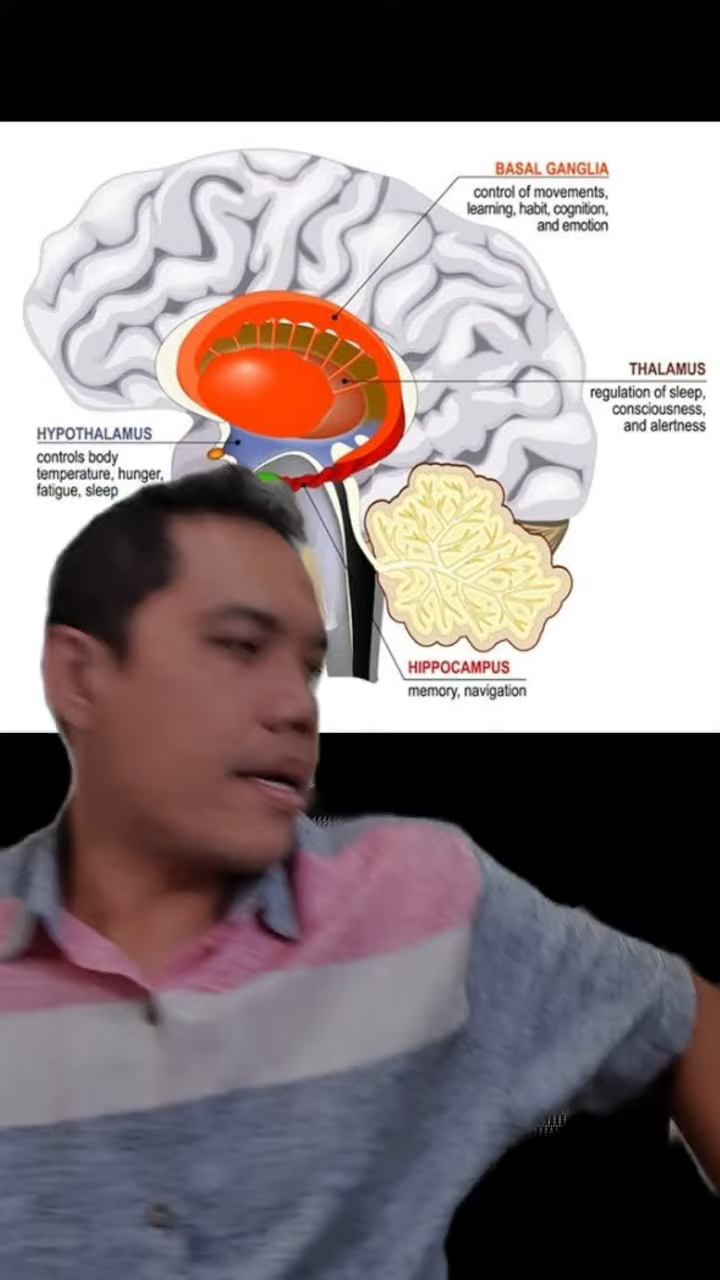 BASAL GANGLIA
control of movements,
learning, habit, cognition,
and emotion
THALAMUS
regulation of sleep,
consciousness,
and alertness
HYPOTHALAMUS
controls body
temperature, hunger,
fatigue, sleep
HIPPOCAMPUS
memory, navigation